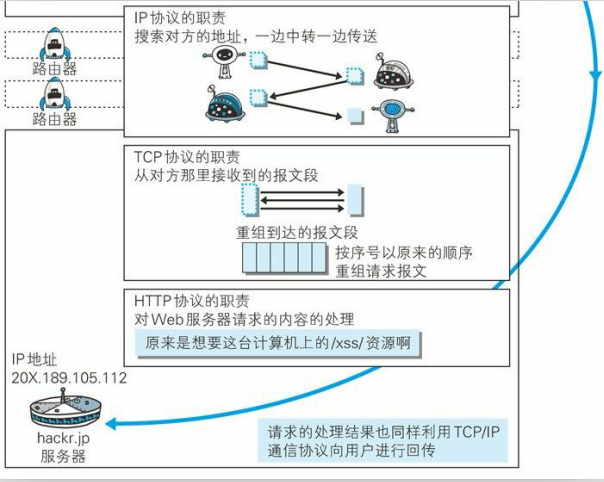 IP协议的职责
搜索对方的地址，一边中转一边传送
路由器
路由器
TCP协议的职责
从对方那里接收到的报文段
重组到达的报文段
按序号以原来的顺序
重组请求报文
HTTP协议的职责
对Web服务器请求的内容的处理
原来是想要这台计算机上的/xss/资源啊
IP地址
20X.189.105.112
hackr.jp
服务器
请求的处理结果也同样利用TCP/IP
通信协议向用户进行回传